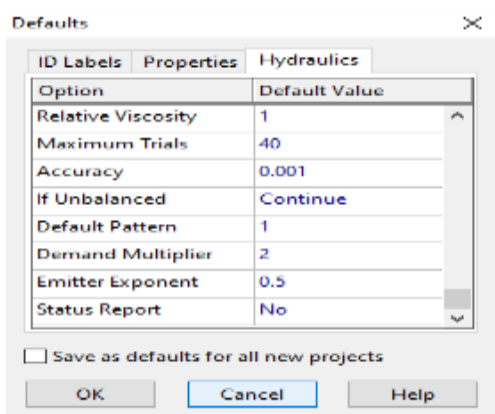 Defaults
ID Labels Properties Hydraulics
Option Default Value
Relative Viscosity 1
Maximum Trials 40
Accuracy 0.001
If Unbalanced Continue
Default Pattern 1
Demand Multiplier 2
Emitter Exponent 0.5
Status Report No
Save as defaults for all new projects
OK Cancel Help